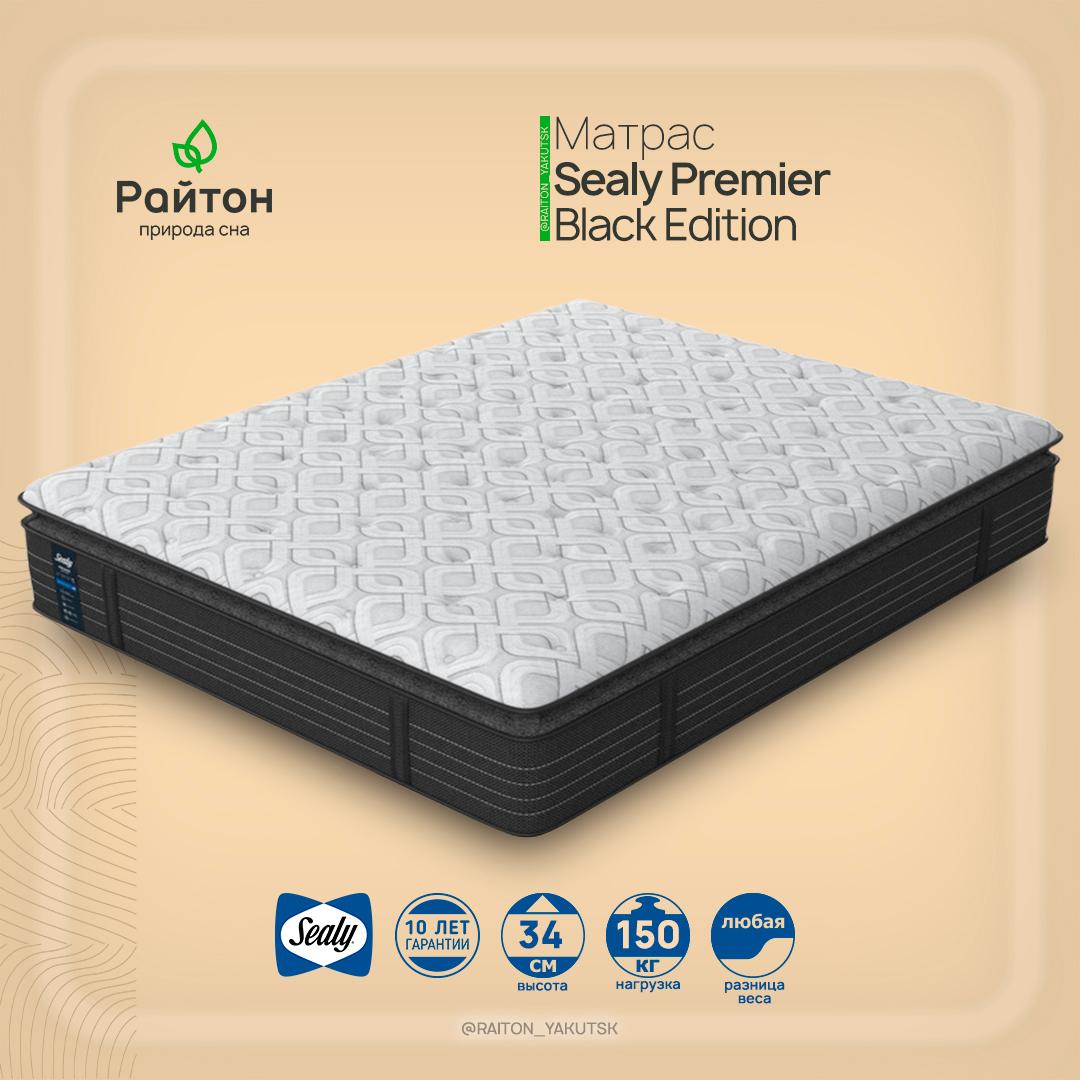 Райтон
природа сна
@RAITON_YAKUTSK
Матрас
Sealy Premier
Black Edition
Sealy
Sealy
10 ЛЕТ
ГАРАНТИИ
34
СМ
высота
150
КГ
нагрузка
любая
разница
веса
@RAITON_YAKUTSK